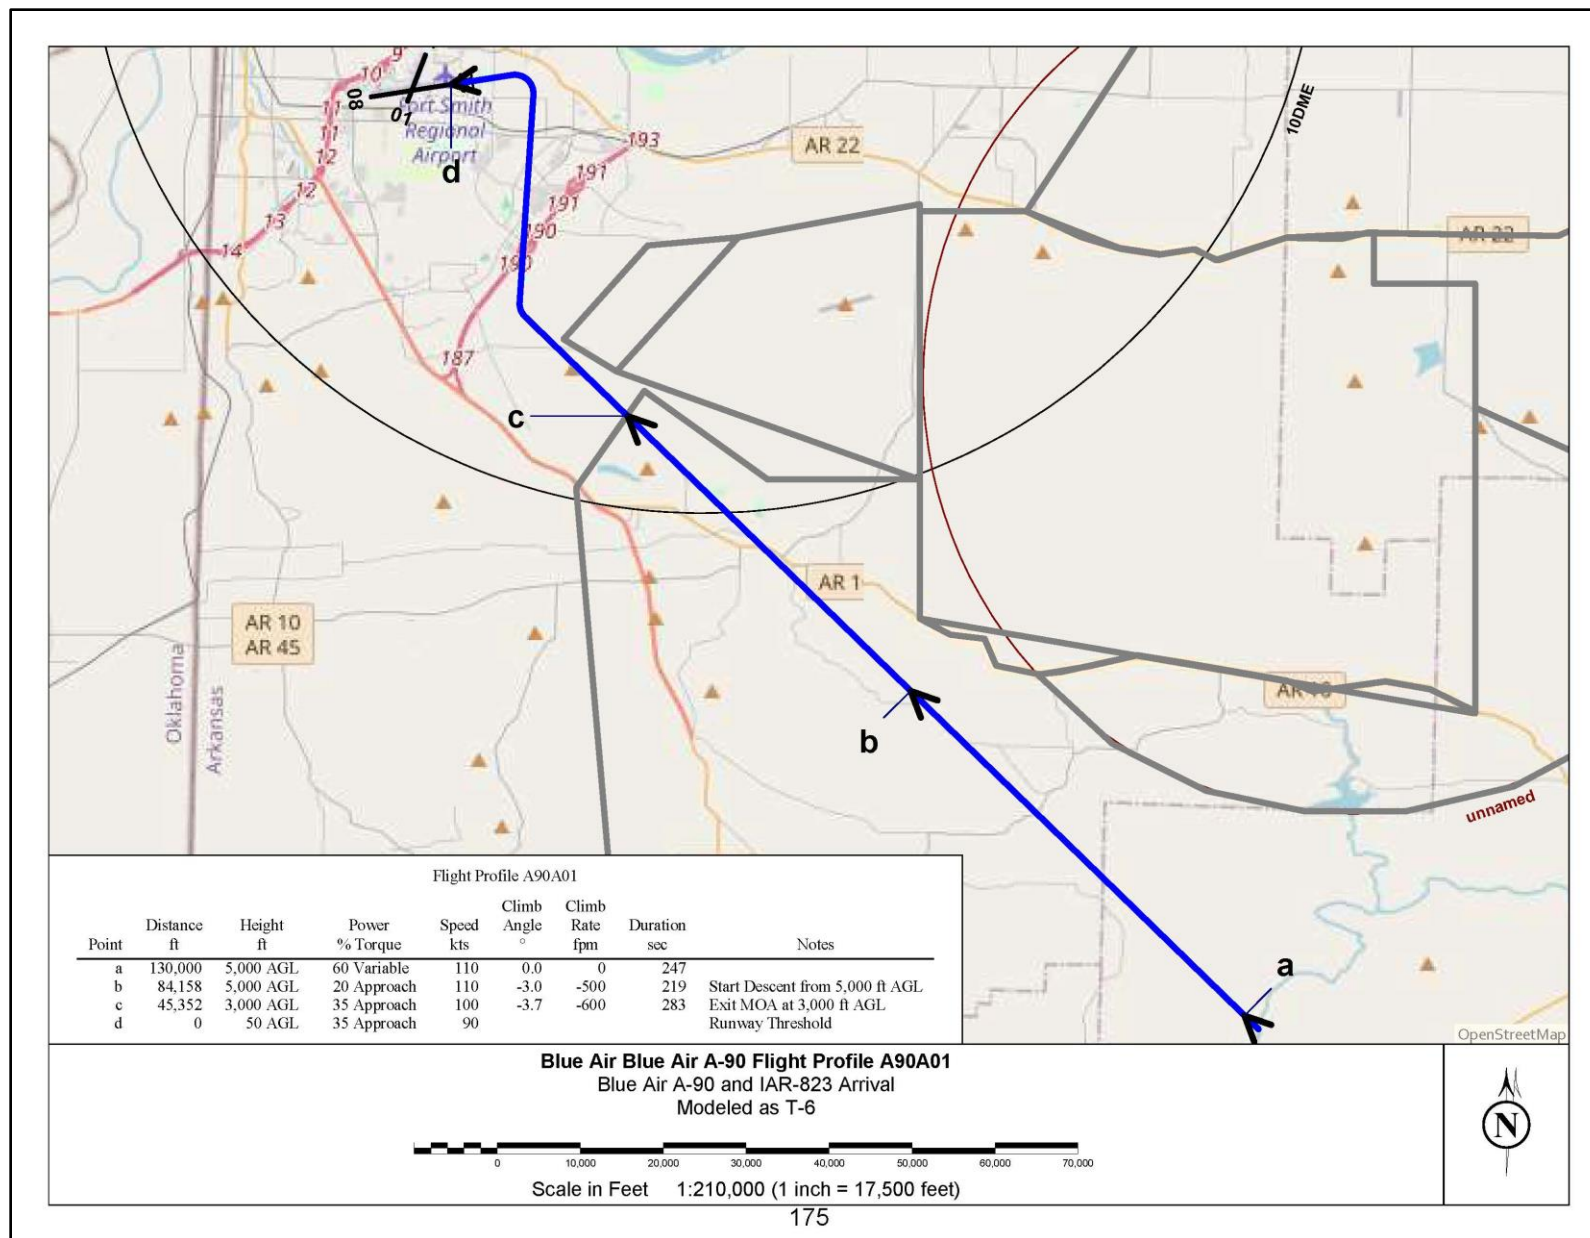 9
10
08
01
11
11
12
12
13
14
Fort Smith
Regional
Airport
d
193
191
191
190
190
187
AR 22
10DME
AR 22
c
AR 1
AR 10
AR 45
Oklahoma
Arkansas
b
unnamed
a
Flight Profile A90A01
Climb Climb
Distance Height Power Speed Angle Rate Duration
Point ft ft % Torque kts ° fpm sec Notes
a 130,000 5,000 AGL 60 Variable 110 0.0 0 247
b 84,158 5,000 AGL 20 Approach 110 -3.0 -500 219 Start Descent from 5,000 ft AGL
c 45,352 3,000 AGL 35 Approach 100 -3.7 -600 283 Exit MOA at 3,000 ft AGL
d 0 50 AGL 35 Approach 90 Runway Threshold
OpenStreetMap
Blue Air Blue Air A-90 Flight Profile A90A01
Blue Air A-90 and IAR-823 Arrival
Modeled as T-6
0 10,000 20,000 30,000 40,000 50,000 60,000 70,000
Scale in Feet 1:210,000 (1 inch = 17,500 feet)
N
175